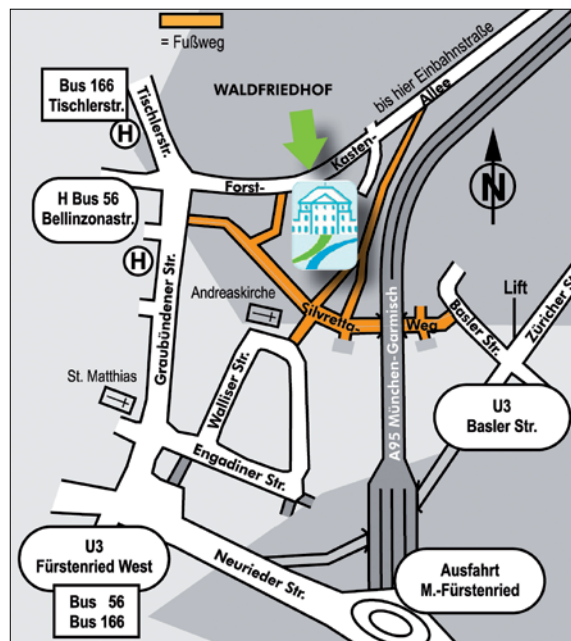 = Fußweg
Bus 166
Tischlerstr.
H
Tischlerstr.
WALDFRIEDHOF
bis hier Einbahnstraße
Forst-
Kasten-
Allee
N
H Bus 56
Bellinzonastr.
H
Graubündener Str.
Andreaskirche
Silvretta-
Weg
Basler Str.
Lift
Züricher St
St. Matthias
Walliser Str.
A95 München-Garmisch
U3
Basler Str.
Engadiner Str.
U3
Fürstenried West
Bus 56
Bus 166
Neurieder Str.
Ausfahrt
M.-Fürstenried